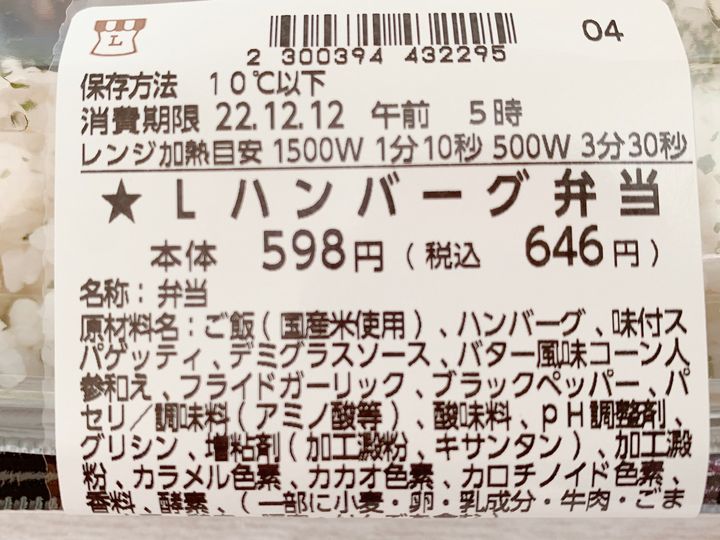 L
04
2 300394 432295
保存方法 10℃以下
消費期限 22.12.12 午前 5時
レンジ加熱目安 1500W 1分10秒 500W 3分30秒
★ L ハンバーグ弁当
本体 598円 ( 税込 646円 )
名称：弁当
原材料名：ご飯(国産米使用)、ハンバーグ、味付ス
パゲッティ、デミグラスソース、バター風味コーン人
参和え、フライドガーリック、ブラックペッパー、パ
セリ／調味料(アミノ酸等)、酸味料、pH調整剤、
グリシン、増粘剤(加工澱粉、キサンタン)、加工澱
粉、カラメル色素、カカオ色素、カロチノイド色素、
香料、酵素、(一部に小麦・卵・乳成分・牛肉・ごま